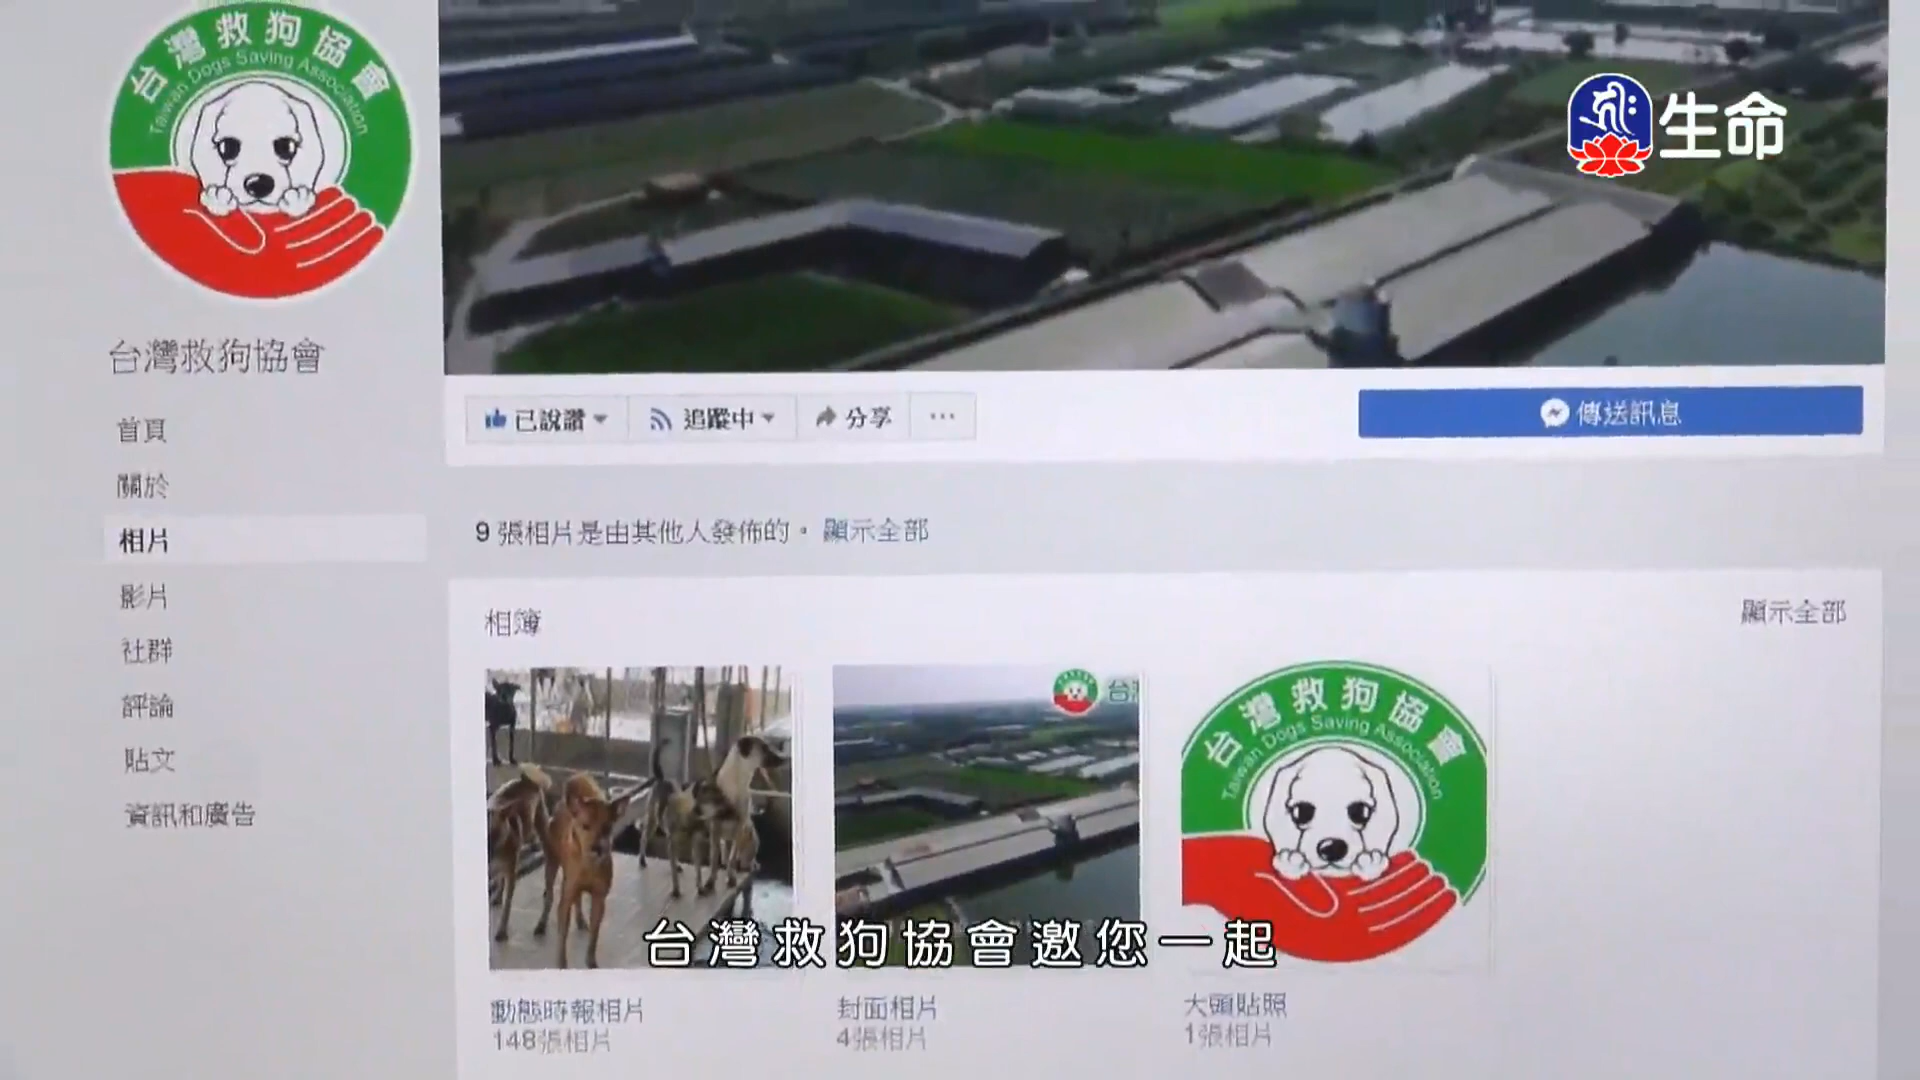 台灣救狗協會
Taiwan Dogs Saving Association
生命
台灣救狗協會
首頁
關於
相片
影片
社群
評論
貼文
資訊和廣告
已說讚
追蹤中
分享
傳送訊息
9 張相片是由其他人發佈的。 顯示全部
相簿
顯示全部
台灣救狗協會
Taiwan Dogs Saving Association
台灣救狗協會邀您一起
動態時報相片
148張相片
封面相片
4張相片
大頭貼照
1張相片